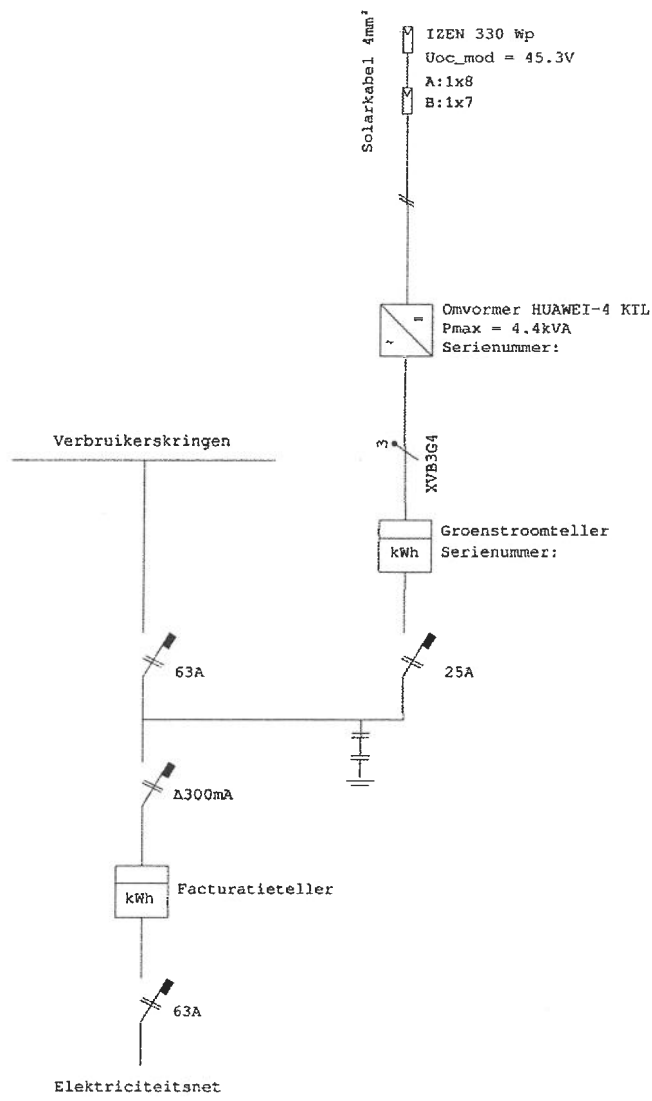 Solarkabel 4mm²
IZEN 330 Wp
Uoc_mod = 45.3V
A:1x8
B:1x7
Omvormer HUAWEI-4 KTL
Pmax = 4.4kVA
Serienummer:
Verbruikerskringen
3
XVB3G4
Groenstroomteller
kWh
Serienummer:
63A
25A
Δ300mA
kWh
Facturatieteller
63A
Elektriciteitsnet